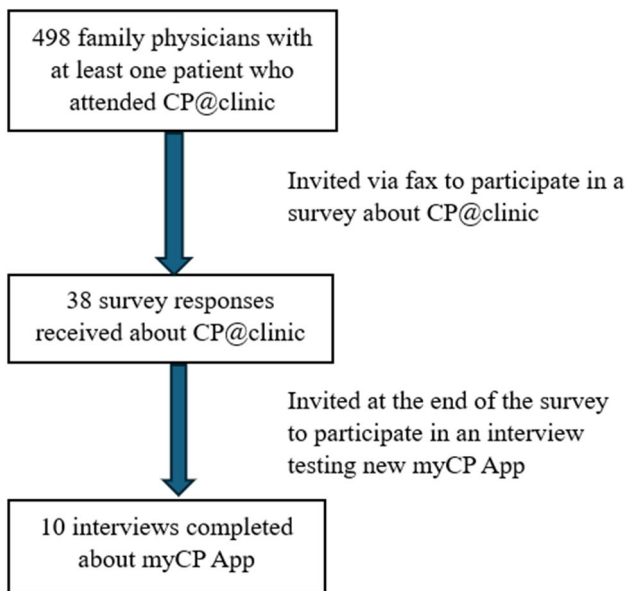 498 family physicians with
at least one patient who
attended CP@clinic
Invited via fax to participate in a
survey about CP@clinic
38 survey responses
received about CP@clinic
Invited at the end of the survey
to participate in an interview
testing new myCP App
10 interviews completed
about myCP App